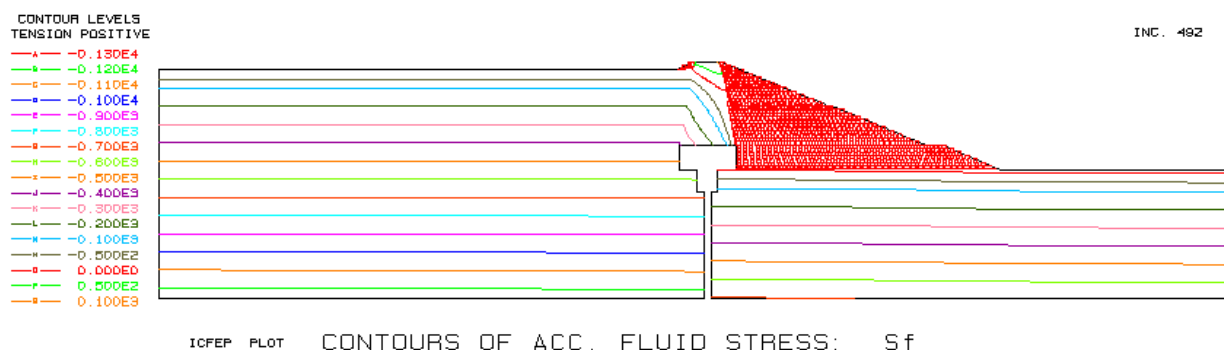 CONTOUR LEVELS
TENSION POSITIVE
INC. 492
A -0.130E4
B -0.120E4
C -0.110E4
D -0.100E4
E -0.900E3
F -0.800E3
G -0.700E3
H -0.600E3
I -0.500E3
J -0.400E3
K -0.300E3
L -0.200E3
M -0.100E3
N -0.500E2
O 0.000E0
P 0.500E2
Q 0.100E3
ICFEP PLOT CONTOURS OF ACC. FLUID STRESS: Sf